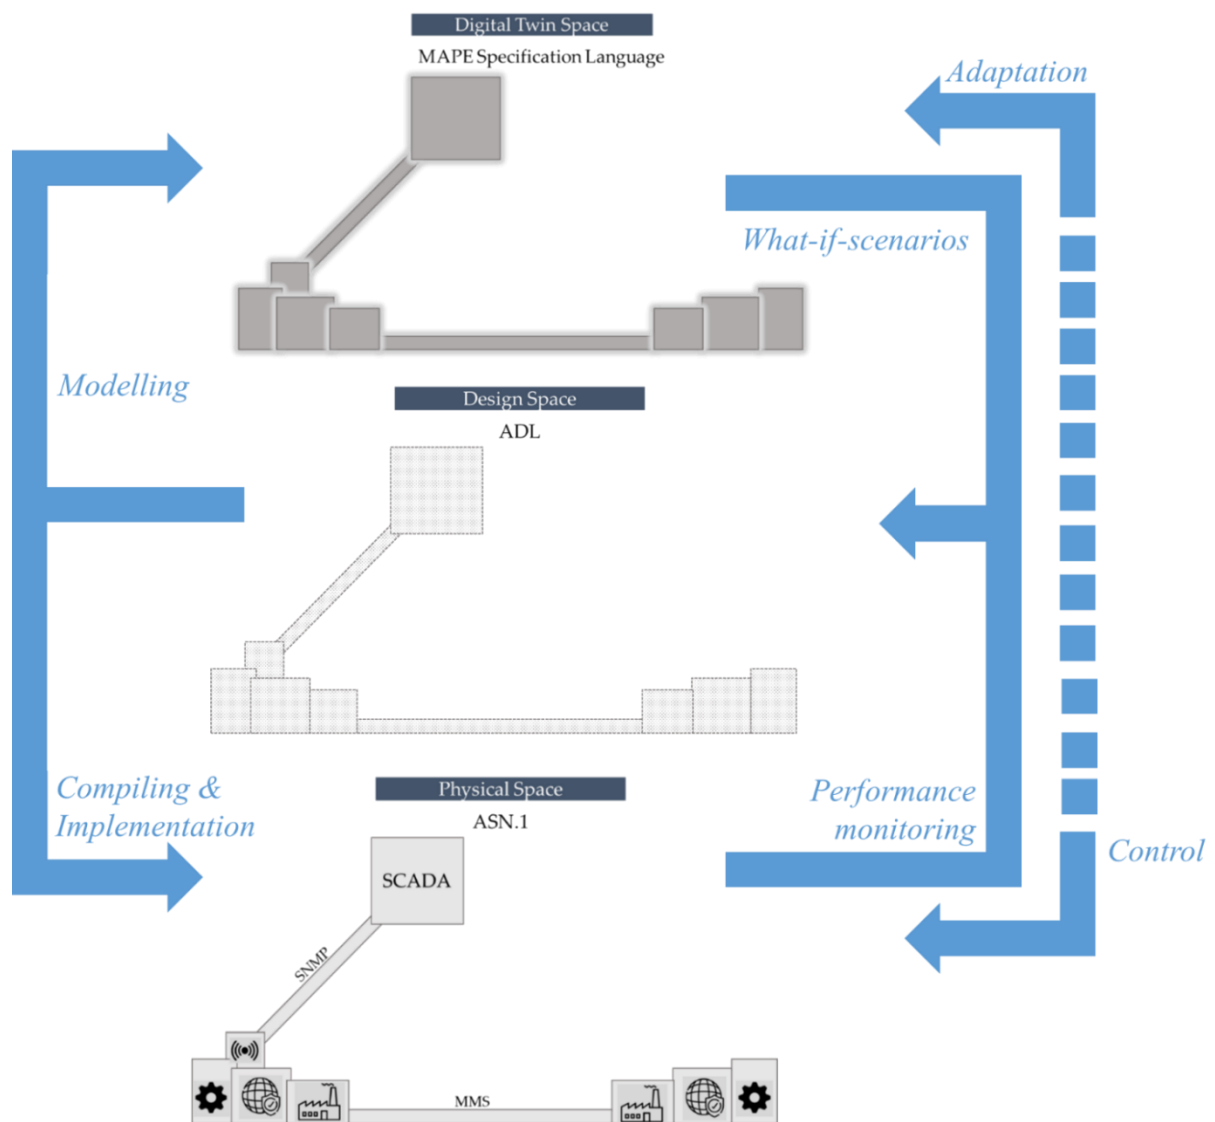 Digital Twin Space
MAPE Specification Language
Adaptation
What-if-scenarios
Modelling
Design Space
ADL
Physical Space
ASN.1
Compiling &
Implementation
Performance
monitoring
Control
SCADA
SNMP
MMS